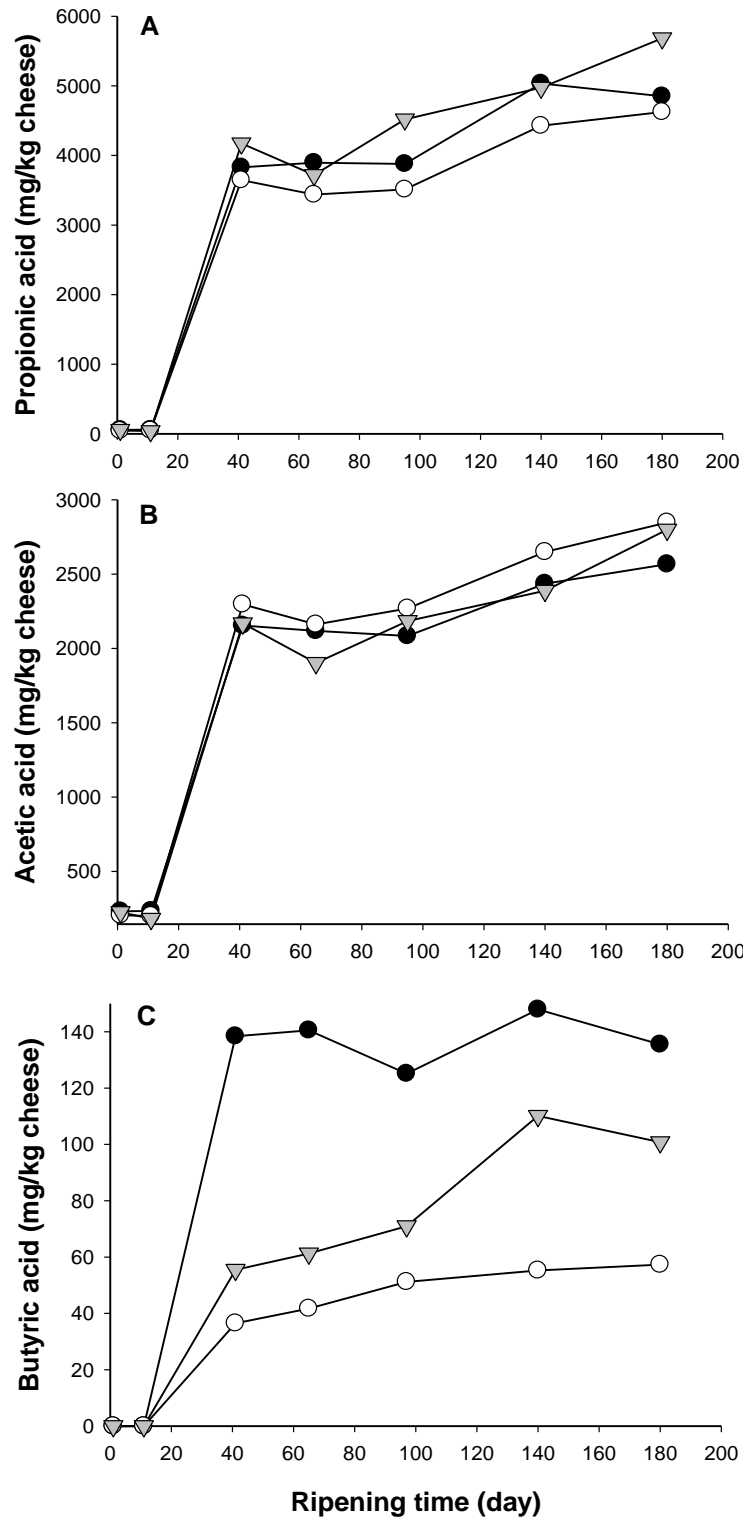 A
Propionic acid (mg/kg cheese)
6000
5000
4000
3000
2000
1000
0
0 20 40 60 80 100 120 140 160 180 200
B
Acetic acid (mg/kg cheese)
3000
2500
2000
1500
1000
500
0 20 40 60 80 100 120 140 160 180 200
C
Butyric acid (mg/kg cheese)
140
120
100
80
60
40
20
0
0 20 40 60 80 100 120 140 160 180 200
Ripening time (day)